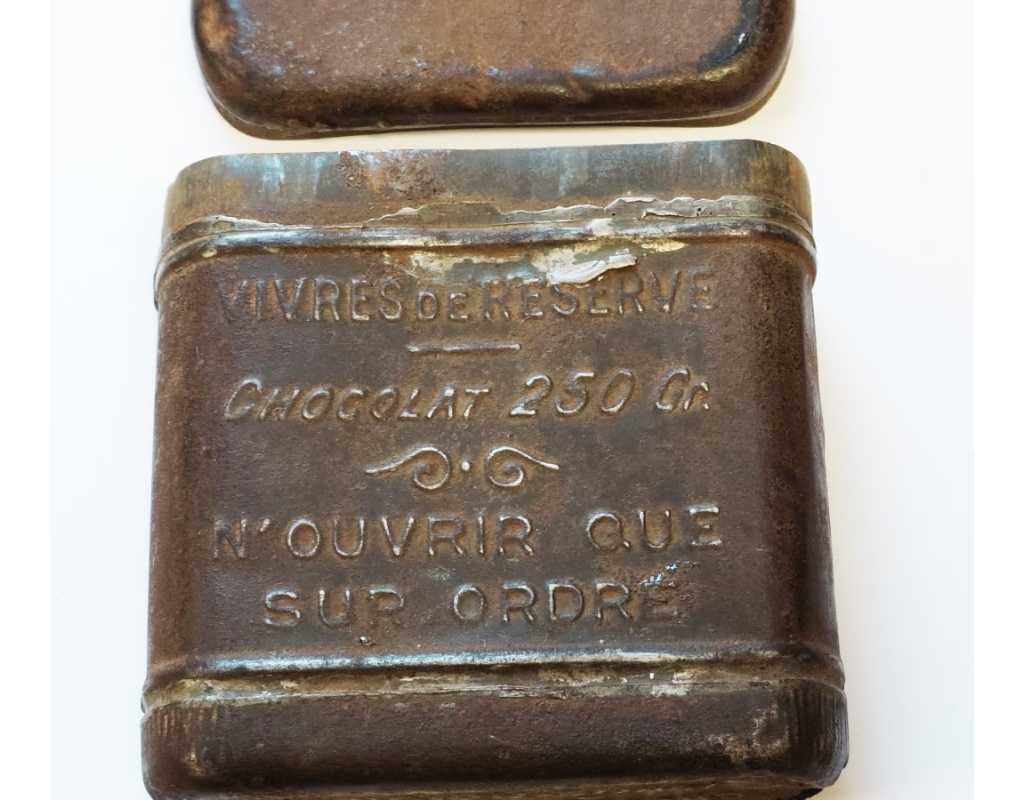 VIVRES DE RESERVE
CHOCOLAT 250 Gr.
N'OUVRIR QUE
SUR ORDRE